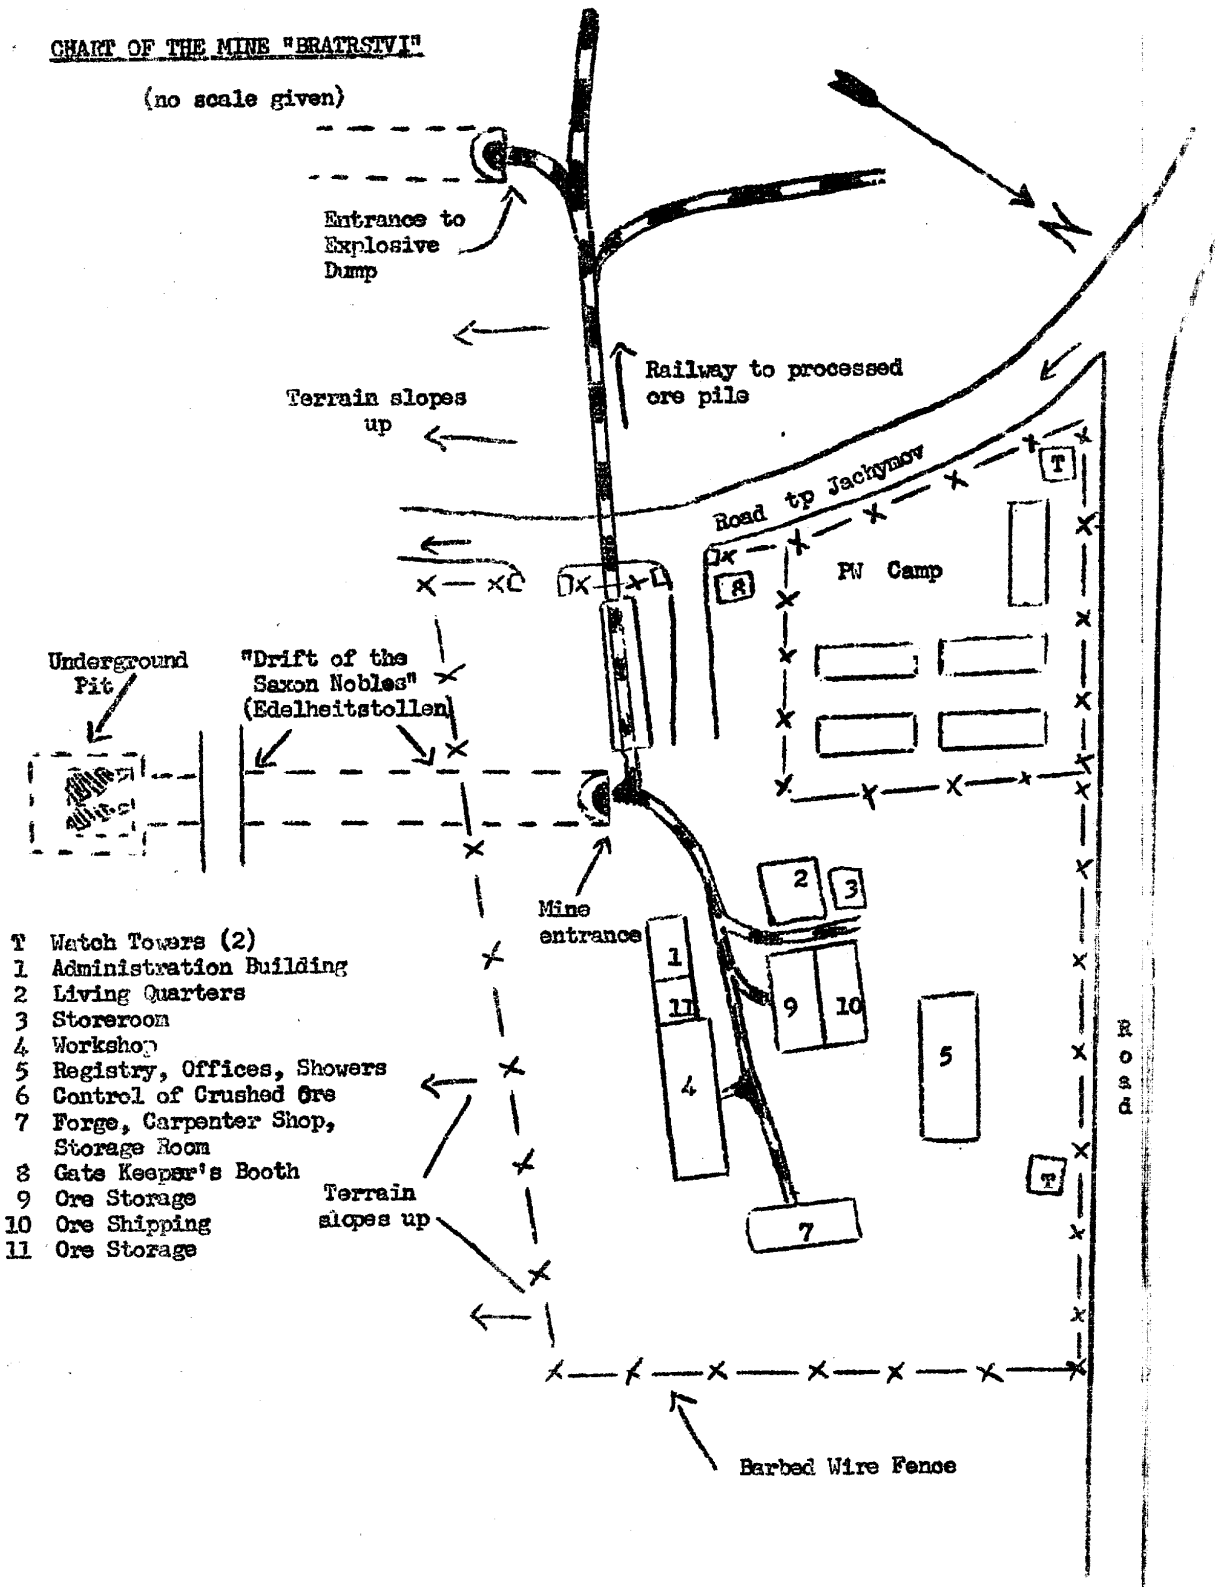 CHART OF THE MINE "BRATRSTVI"
(no scale given)
Entrance to
Explosive
Dump
N
Terrain slopes
up
Railway to processed
ore pile
Road tp Jachynov
T
8
PW Camp
Underground
Pit
"Drift of the
Saxon Nobles"
(Edelheitstollen)
Mine
entrance
2
3
1
11
9
10
4
5
7
T
Road
T Watch Towers (2)
1 Administration Building
2 Living Quarters
3 Storeroom
4 Workshop
5 Registry, Offices, Showers
6 Control of Crushed Ore
7 Forge, Carpenter Shop,
Storage Room
8 Gate Keeper's Booth
9 Ore Storage
10 Ore Shipping
11 Ore Storage
Terrain
slopes up
Barbed Wire Fence